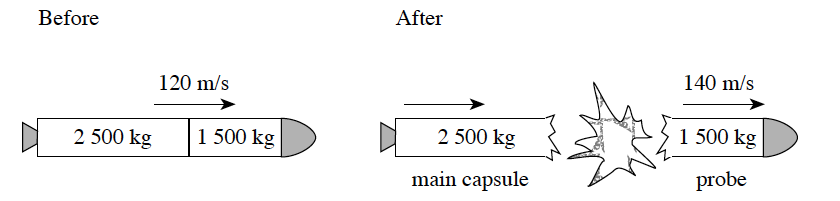 Before
After
120 m/s
140 m/s
2 500 kg
1 500 kg
2 500 kg
1 500 kg
main capsule
probe